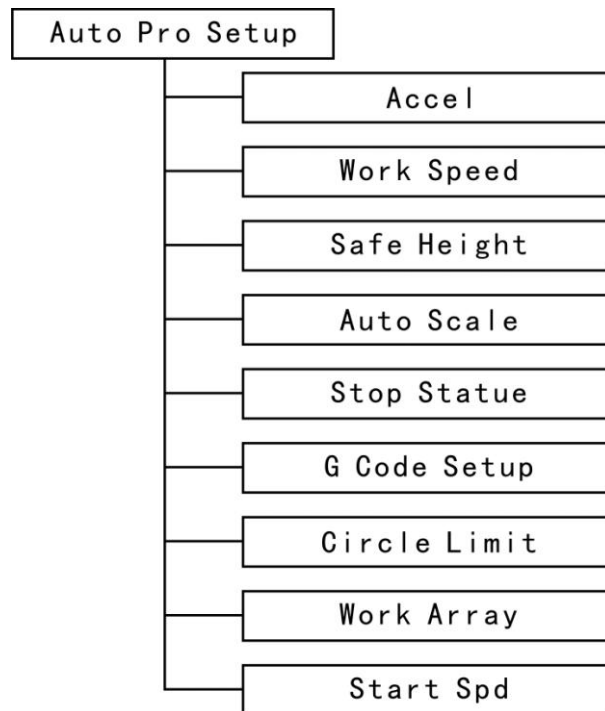 Auto Pro Setup
Accel
Work Speed
Safe Height
Auto Scale
Stop Statue
G Code Setup
Circle Limit
Work Array
Start Spd